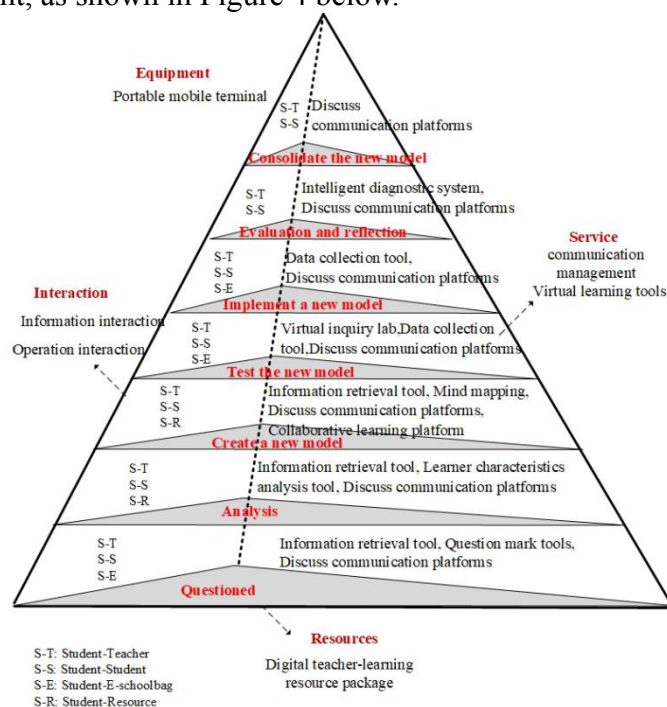 nt, as shown in Figure 4 below.
Equipment
Portable mobile terminal
S-T
S-S
Discuss
communication platforms
Consolidate the new model
S-T
S-S
Intelligent diagnostic system,
Discuss communication platforms
Evaluation and reflection
Service
communication
management
Virtual learning tools
S-T
S-S
S-E
Data collection tool,
Discuss communication platforms
Implement a new model
Interaction
Information interaction
Operation interaction
S-T
S-S
S-E
Virtual inquiry lab,Data collection
tool,Discuss communication platforms
Test the new model
S-T
S-S
S-R
Information retrieval tool, Mind mapping,
Discuss communication platforms,
Collaborative learning platform
Create a new model
S-T
S-S
S-R
Information retrieval tool, Learner characteristics
analysis tool, Discuss communication platforms
Analysis
S-T
S-S
S-E
Information retrieval tool, Question mark tools,
Discuss communication platforms
Questioned
Resources
Digital teacher-learning
resource package
S-T: Student-Teacher
S-S: Student-Student
S-E: Student-E-schoolbag
S-R: Student-Resource